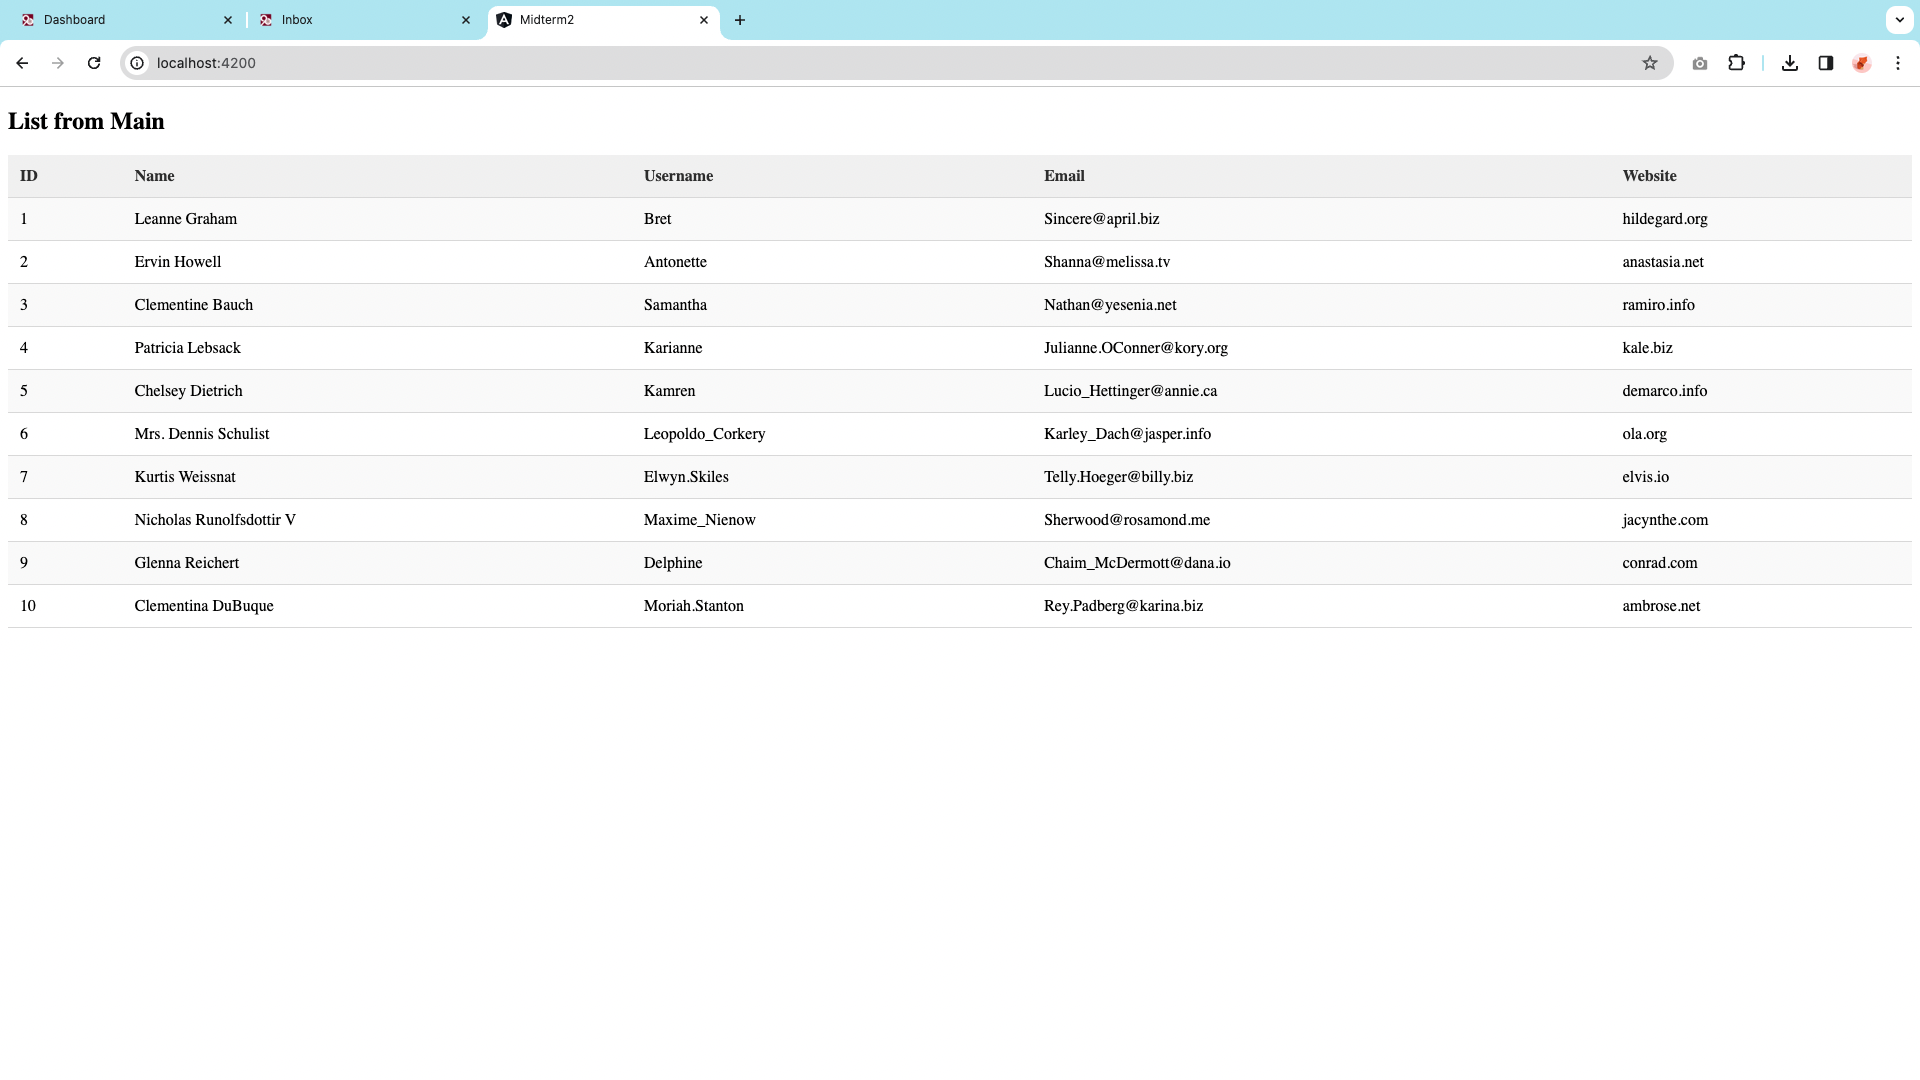 Dashboard Inbox Midterm2
localhost:4200
List from Main
ID Name Username Email Website
1 Leanne Graham Bret Sincere@april.biz hildegard.org
2 Ervin Howell Antonette Shanna@melissa.tv anastasia.net
3 Clementine Bauch Samantha Nathan@yesenia.net ramiro.info
4 Patricia Lebsack Karianne Julianne.OConner@kory.org kale.biz
5 Chelsey Dietrich Kamren Lucio_Hettinger@annie.ca demarco.info
6 Mrs. Dennis Schulist Leopoldo_Corkery Karley_Dach@jasper.info ola.org
7 Kurtis Weissnat Elwyn.Skiles Telly.Hoeger@billy.biz elvis.io
8 Nicholas Runolfsdottir V Maxime_Nienow Sherwood@rosamond.me jacynthe.com
9 Glenna Reichert Delphine Chaim_McDermott@dana.io conrad.com
10 Clementina DuBuque Moriah.Stanton Rey.Padberg@karina.biz ambrose.net